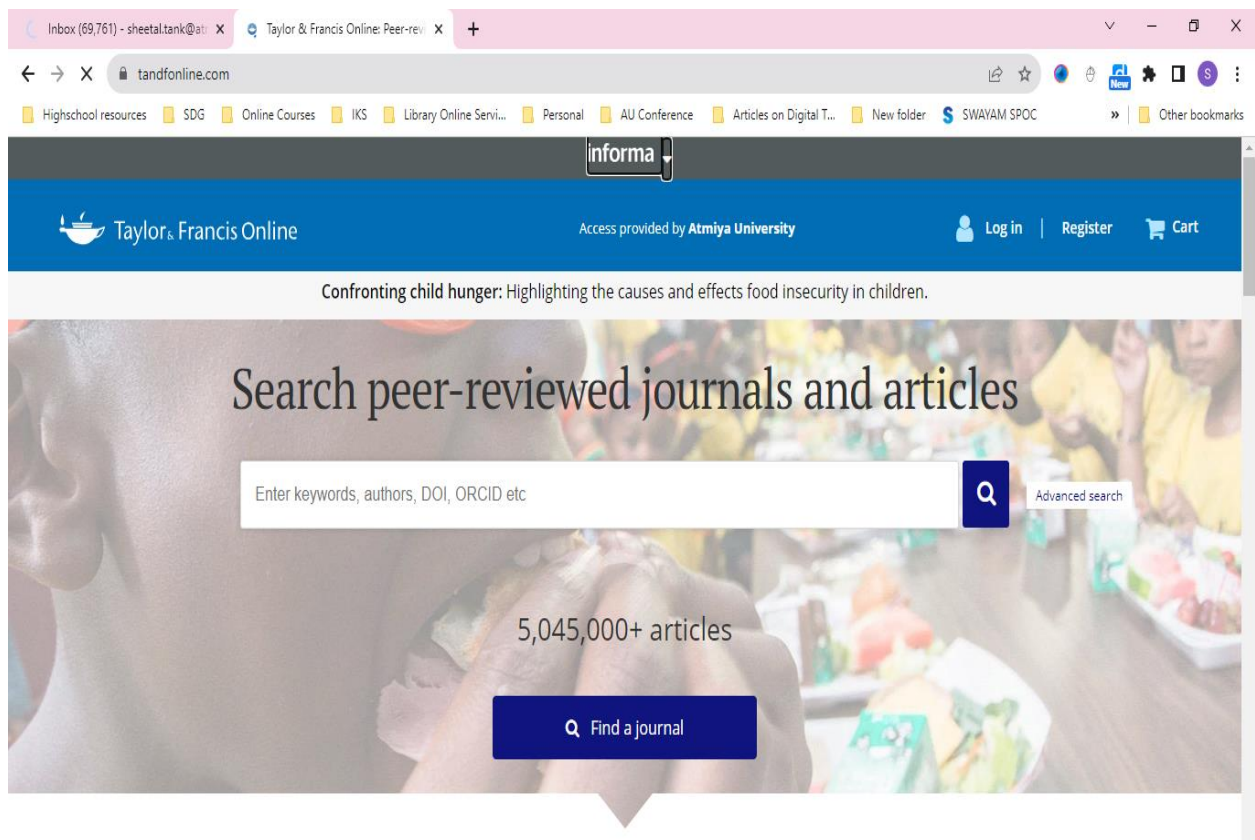 Inbox (69,761) - sheetal.tank@at
Taylor & Francis Online: Peer-rev
tandfonline.com
New
S
Highschool resources SDG Online Courses IKS Library Online Servi... Personal AU Conference Articles on Digital T... New folder S SWAYAM SPOC » Other bookmarks
informa
Taylor & Francis Online
Access provided by Atmiya University
Log in | Register Cart
Confronting child hunger: Highlighting the causes and effects food insecurity in children.
Search peer-reviewed journals and articles
Enter keywords, authors, DOI, ORCID etc
Advanced search
5,045,000+ articles
Find a journal